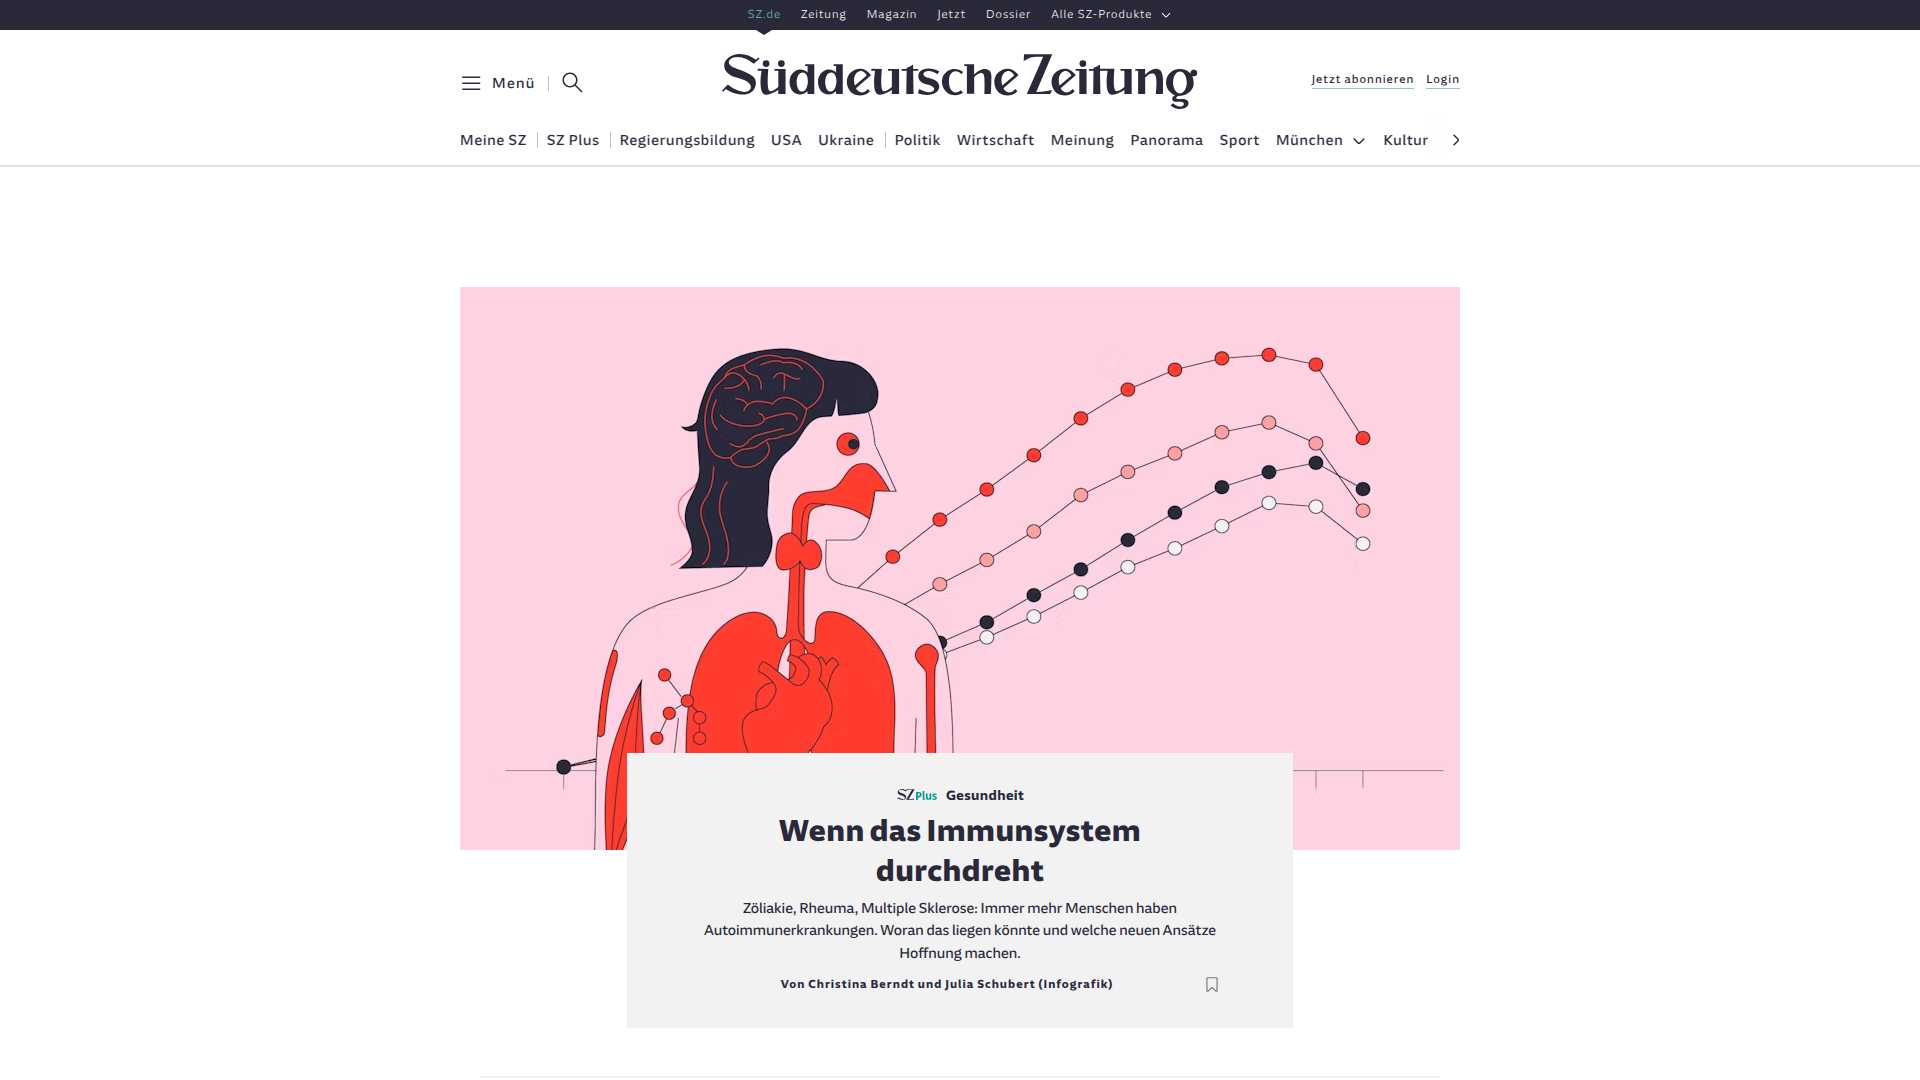 SZ.de Zeitung Magazin Jetzt Dossier Alle SZ-Produkte
Menü
Süddeutsche Zeitung
Jetzt abonnieren Login
Meine SZ SZ Plus Regierungsbildung USA Ukraine Politik Wirtschaft Meinung Panorama Sport München Kultur
SZ Plus Gesundheit
Wenn das Immunsystem
durchdreht
Zöliakie, Rheuma, Multiple Sklerose: Immer mehr Menschen haben
Autoimmunerkrankungen. Woran das liegen könnte und welche neuen Ansätze
Hoffnung machen.
Von Christina Berndt und Julia Schubert (Infografik)